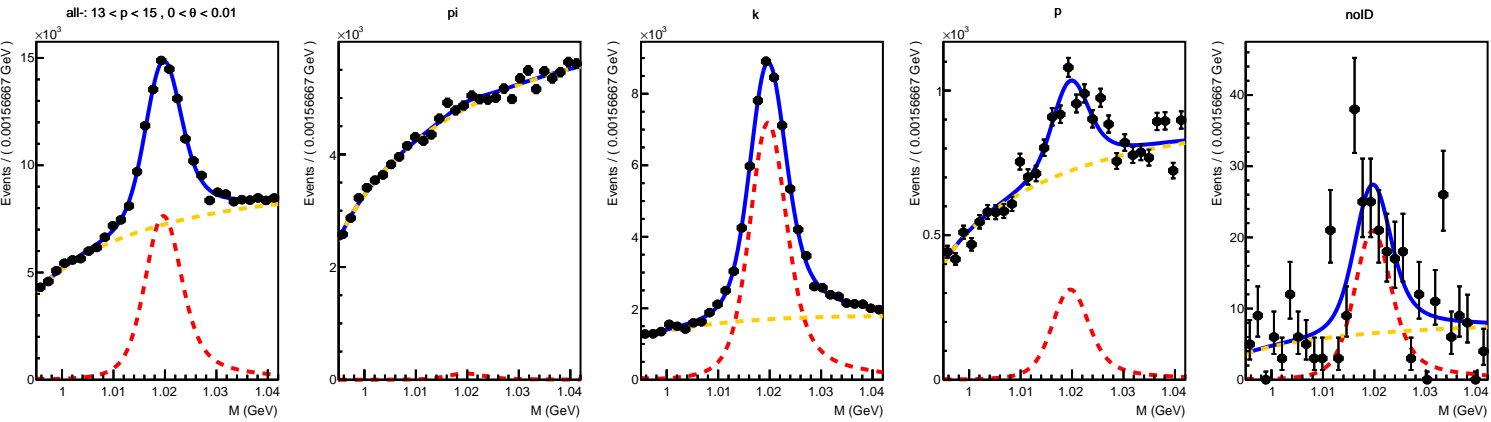 all-: 13 < p < 15 , 0 < θ < 0.01
×10³
Events / ( 0.00156667 GeV )
15
10
5
0
1 1.01 1.02 1.03 1.04
M (GeV)
pi
×10³
Events / ( 0.00156667 GeV )
4
2
0
1 1.01 1.02 1.03 1.04
M (GeV)
k
×10³
Events / ( 0.00156667 GeV )
8
6
4
2
0
1 1.01 1.02 1.03 1.04
M (GeV)
p
×10³
Events / ( 0.00156667 GeV )
1
0.5
0
1 1.01 1.02 1.03 1.04
M (GeV)
noID
Events / ( 0.00156667 GeV )
40
30
20
10
0
1 1.01 1.02 1.03 1.04
M (GeV)